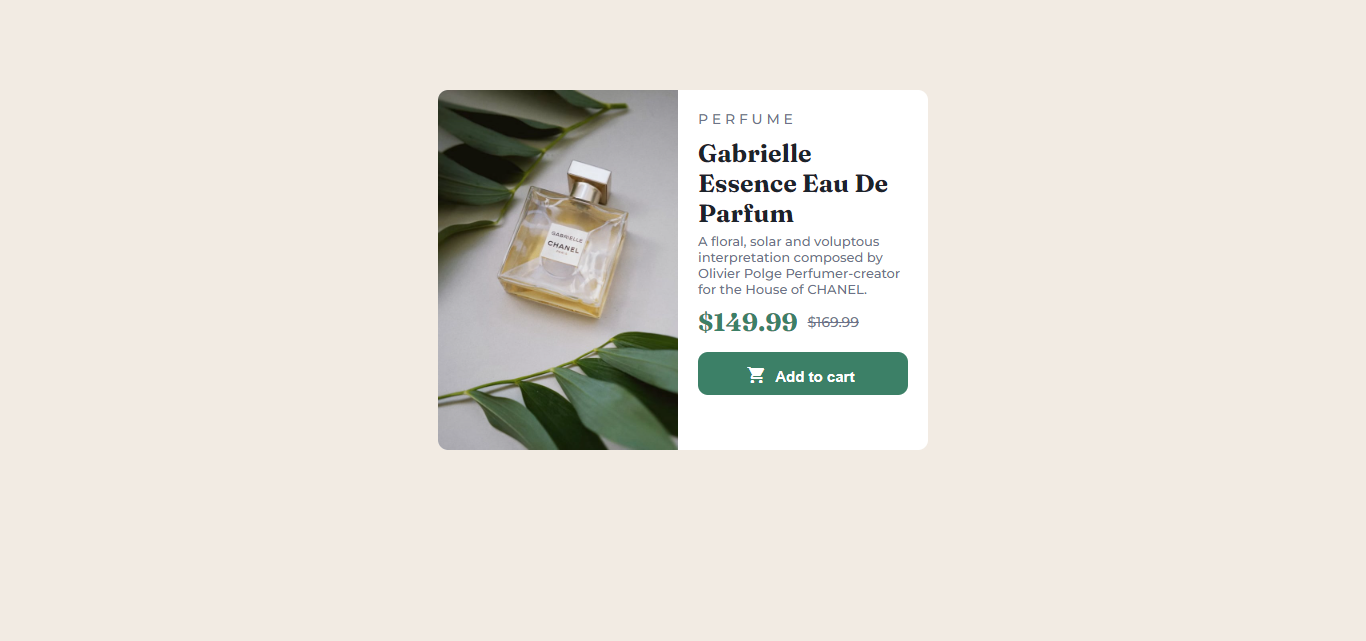 PERFUME
Gabrielle
Essence Eau De
Parfum
A floral, solar and voluptous
interpretation composed by
Olivier Polge Perfumer-creator
for the House of CHANEL.
$149.99 $169.99
Add to cart
GABRIELLE
CHANEL
PARIS